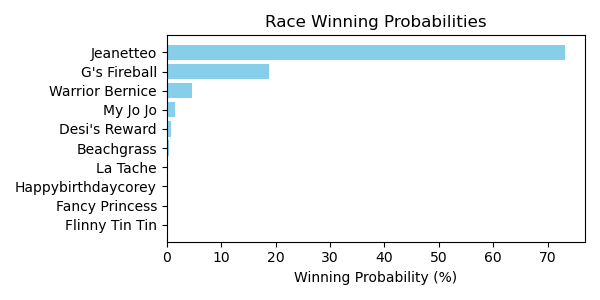 Race Winning Probabilities
Jeanetteo
G's Fireball
Warrior Bernice
My Jo Jo
Desi's Reward
Beachgrass
La Tache
Happybirthdaycorey
Fancy Princess
Flinny Tin Tin
0 10 20 30 40 50 60 70
Winning Probability (%)